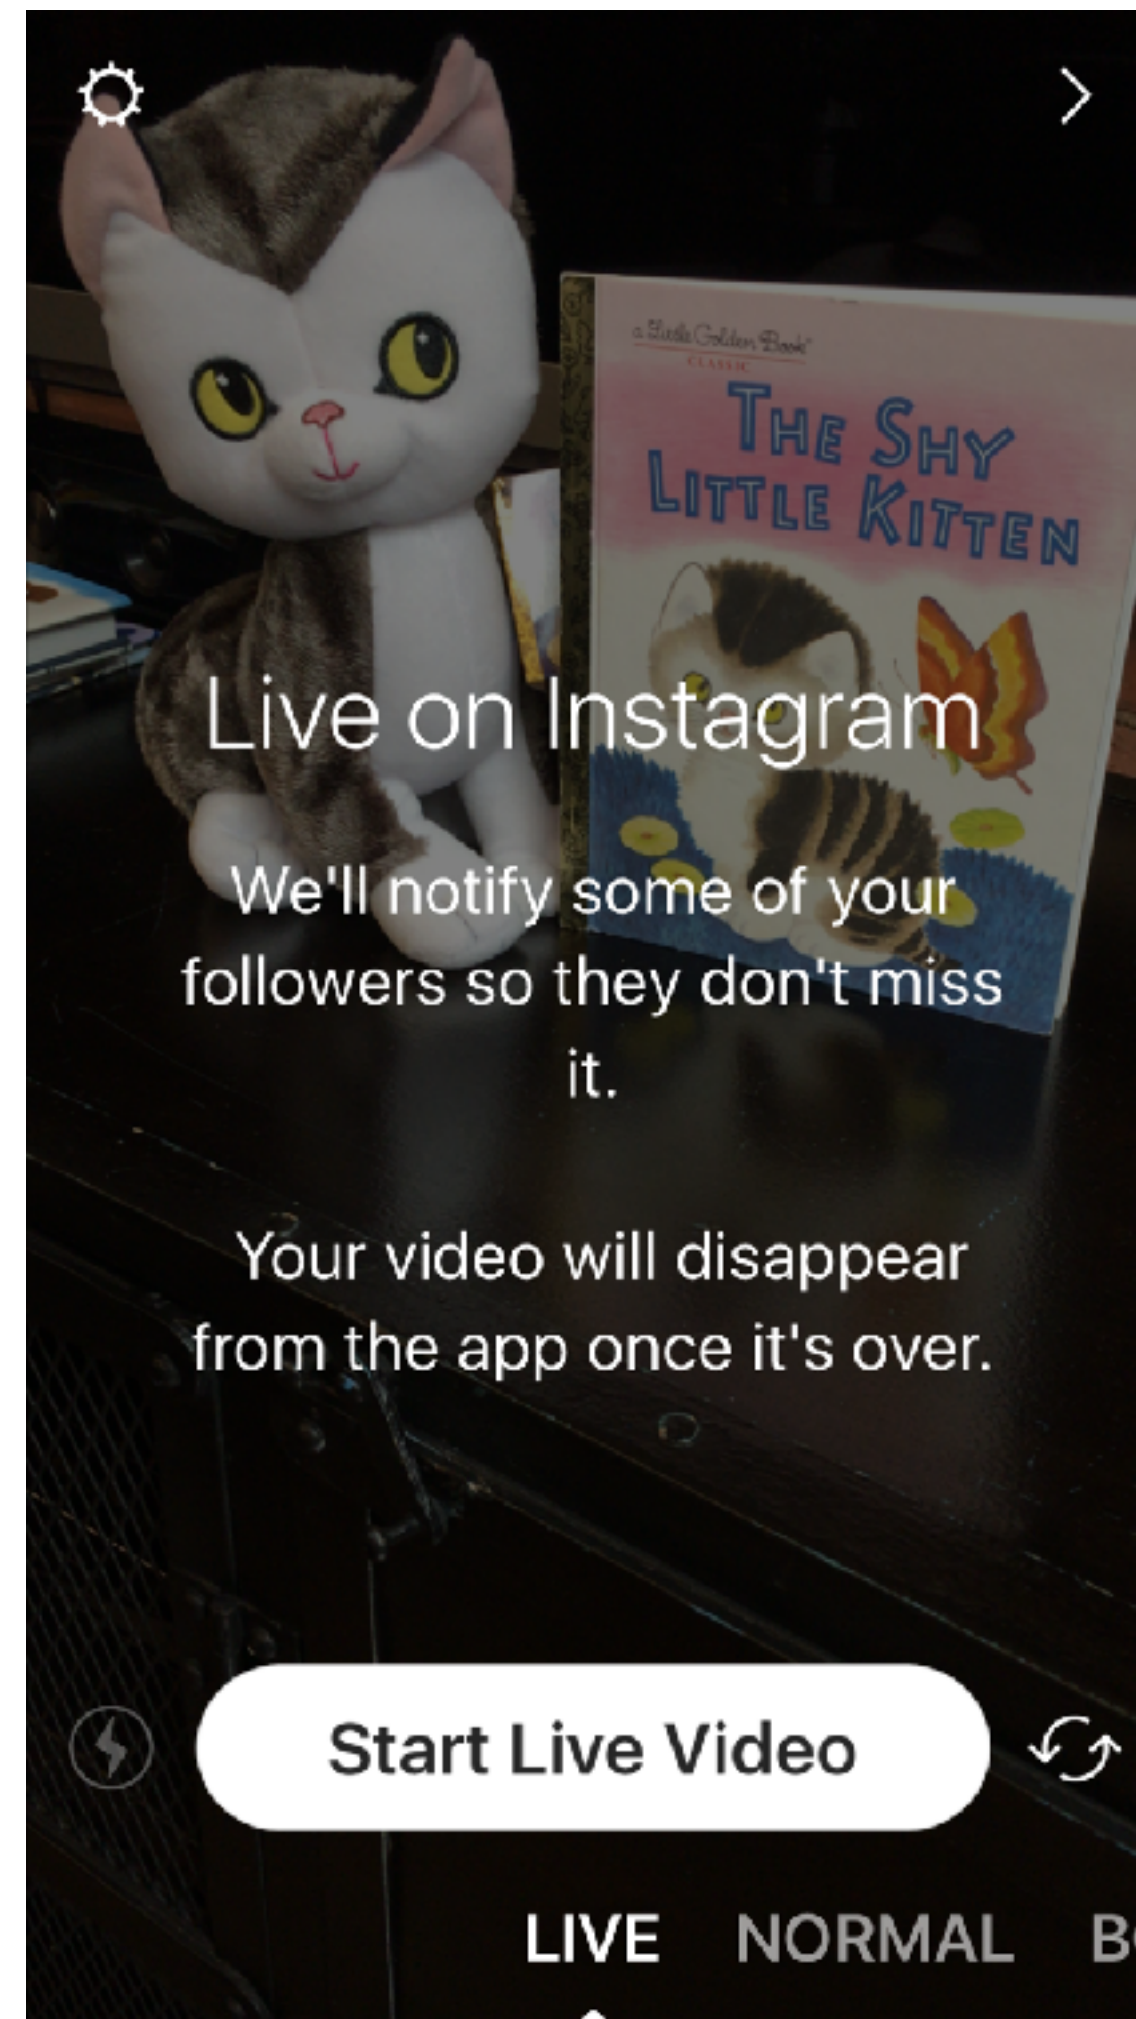 a Little Golden Book
CLASSIC
THE SHY
LITTLE KITTEN
Live on Instagram
We'll notify some of your
followers so they don't miss
it.
Your video will disappear
from the app once it's over.
Start Live Video
LIVE NORMAL